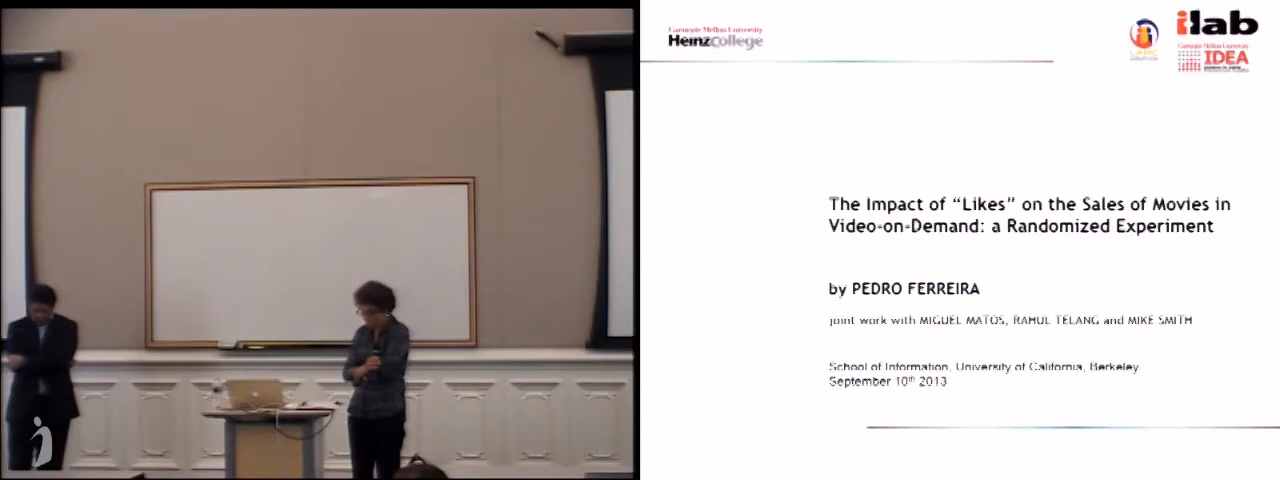 Carnegie Mellon University
HeinzCollege
ilab
Carnegie Mellon University
IDEA
The Impact of “Likes” on the Sales of Movies in
Video-on-Demand: a Randomized Experiment
by PEDRO FERREIRA
joint work with MIGUEL MATOS, RAHUL TELANG and MIKE SMITH
School of Information, University of California, Berkeley
September 10th 2013